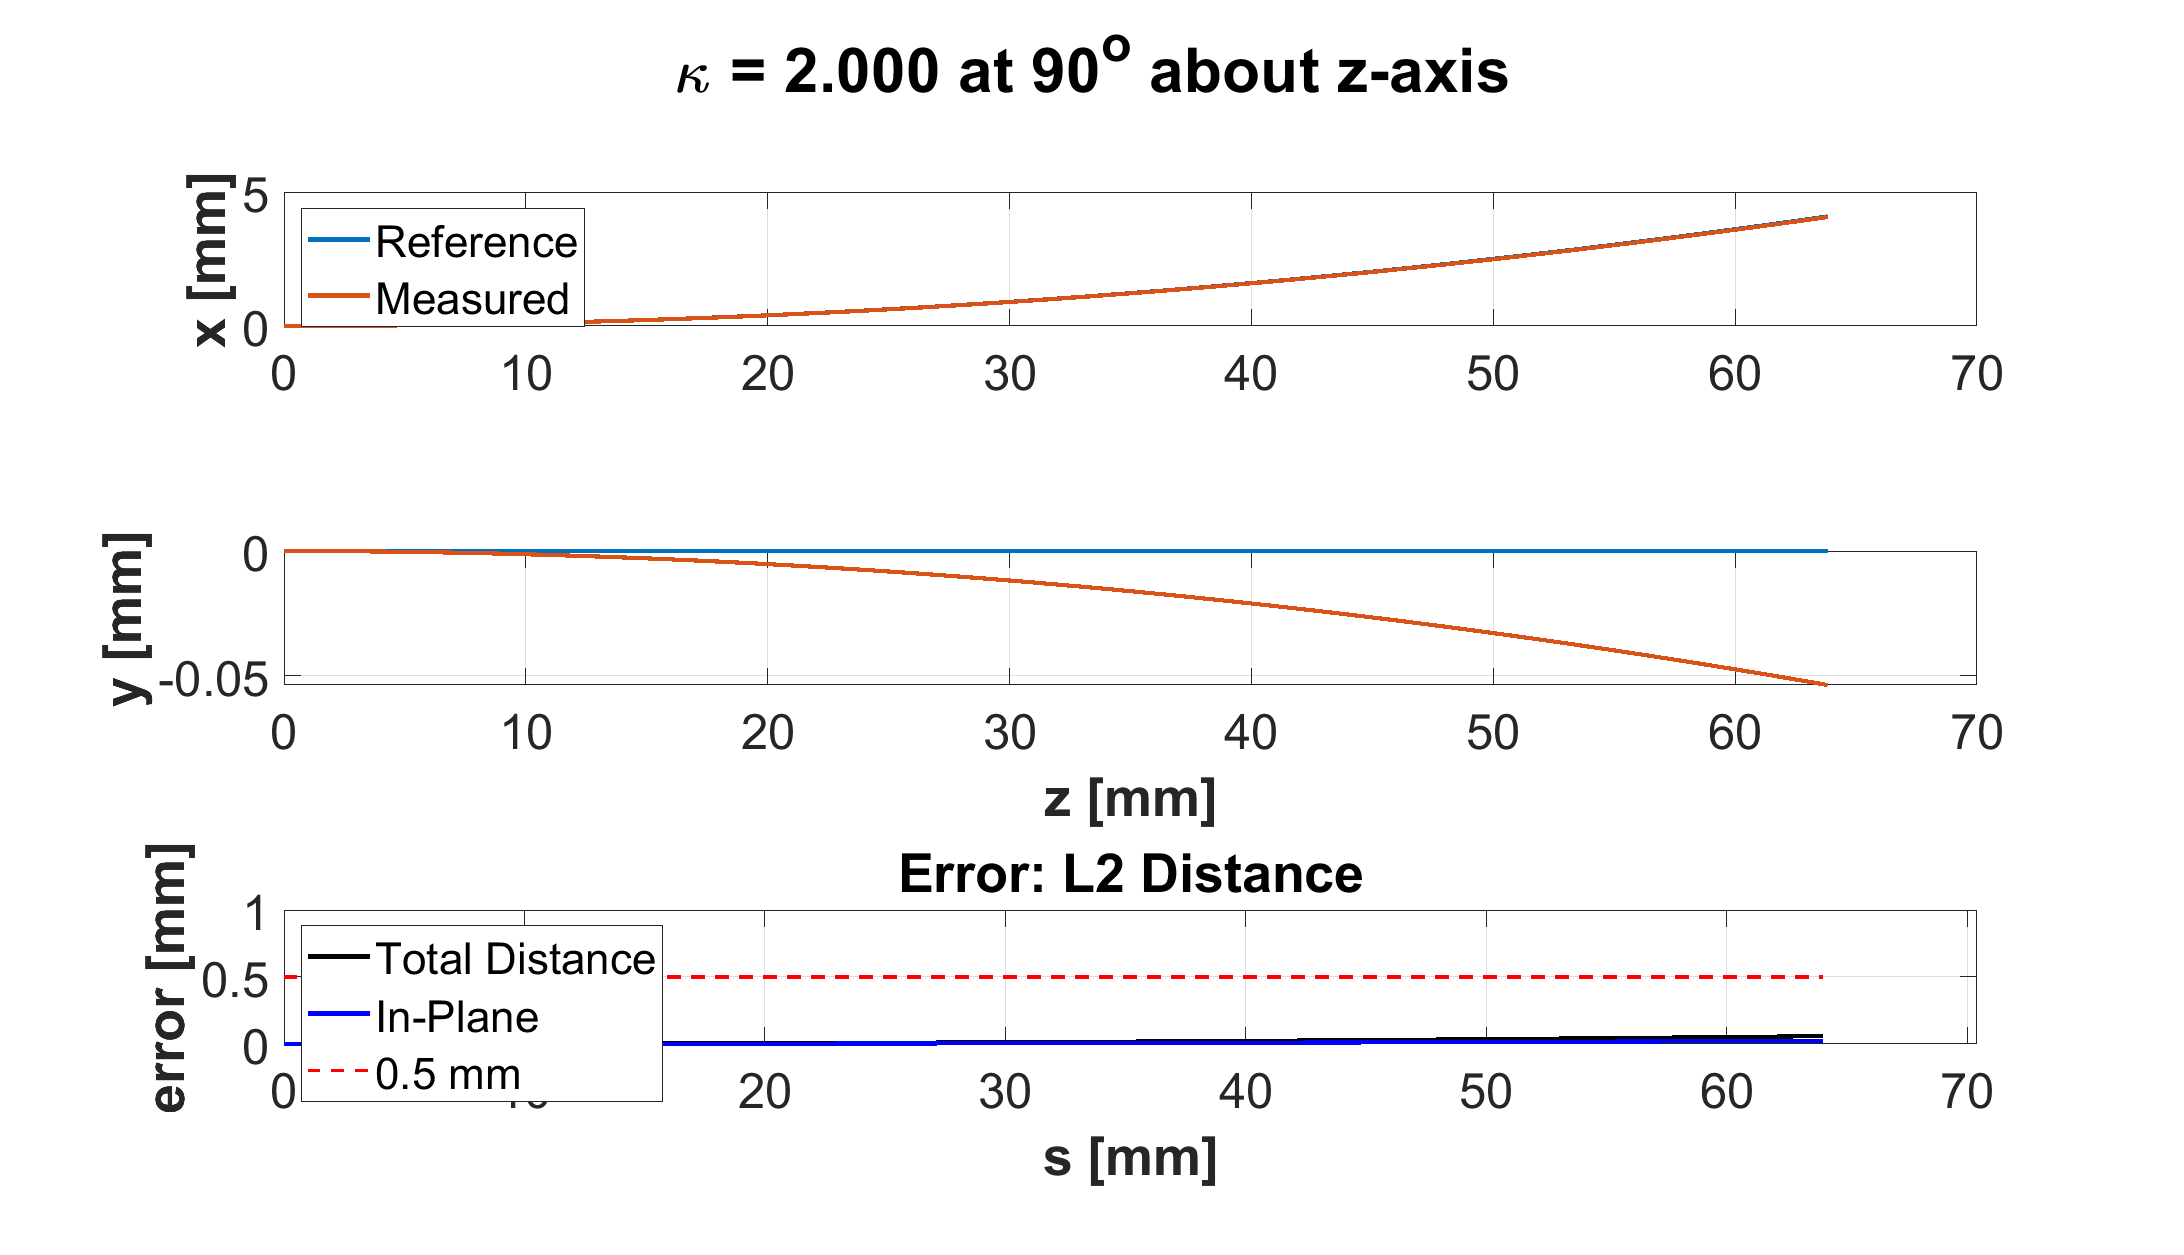 κ = 2.000 at 90° about z-axis
x [mm]
5
0
Reference
Measured
0 10 20 30 40 50 60 70
y [mm]
0
-0.05
0 10 20 30 40 50 60 70
z [mm]
Error: L2 Distance
error [mm]
1
0.5
0
Total Distance
In-Plane
0.5 mm
0 10 20 30 40 50 60 70
s [mm]